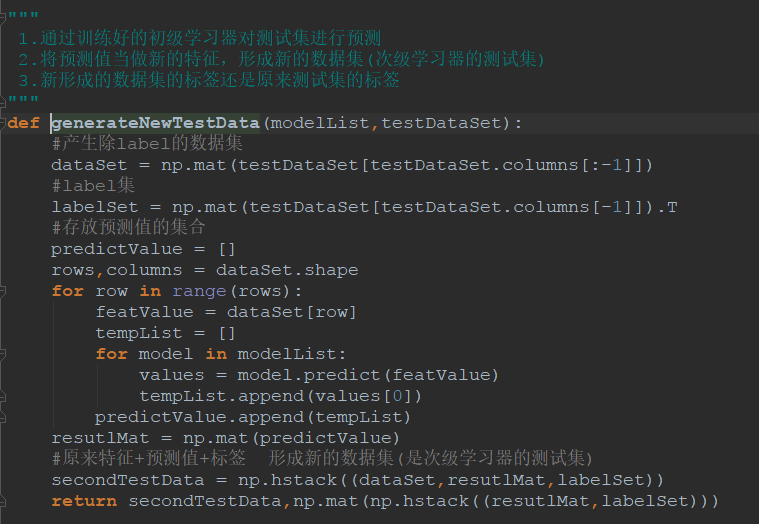 """
1.通过训练好的初级学习器对测试集进行预测
2.将预测值当做新的特征，形成新的数据集(次级学习器的测试集)
3.新形成的数据集的标签还是原来测试集的标签
"""
def generateNewTestData(modelList,testDataSet):
    #产生除label的数据集
    dataSet = np.mat(testDataSet[testDataSet.columns[:-1]])
    #label集
    labelSet = np.mat(testDataSet[testDataSet.columns[-1]]).T
    #存放预测值的集合
    predictValue = []
    rows,columns = dataSet.shape
    for row in range(rows):
        featValue = dataSet[row]
        tempList = []
        for model in modelList:
            values = model.predict(featValue)
            tempList.append(values[0])
        predictValue.append(tempList)
    resutlMat = np.mat(predictValue)
    #原来特征+预测值+标签  形成新的数据集(是次级学习器的测试集)
    secondTestData = np.hstack((dataSet,resutlMat,labelSet))
    return secondTestData,np.mat(np.hstack((resutlMat,labelSet)))